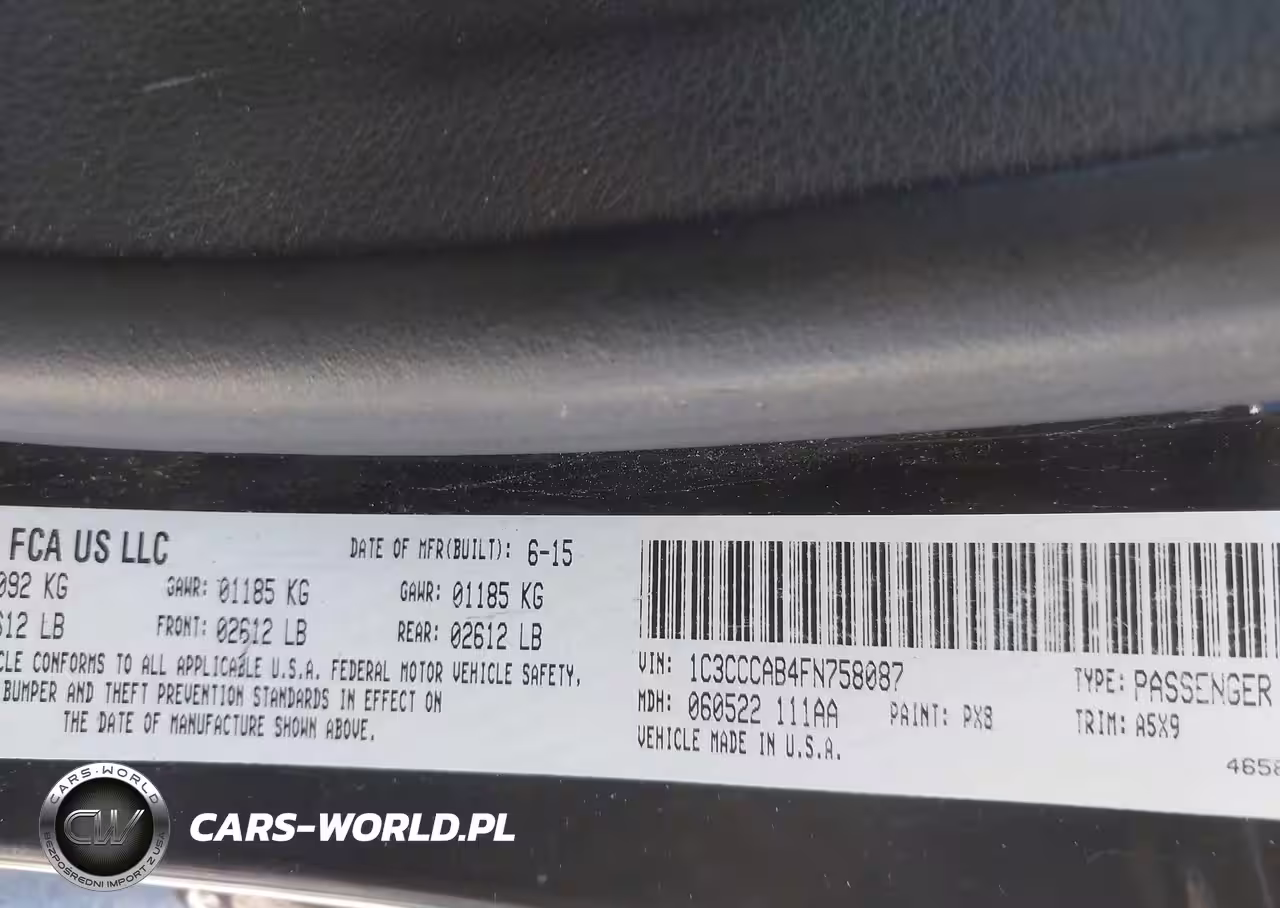 FCA US LLC DATE OF MFR(BUILT): 6-15
092 KG GAWR: 01185 KG GAWR: 01185 KG
612 LB FRONT: 02612 LB REAR: 02612 LB
CLE CONFORMS TO ALL APPLICABLE U.S.A. FEDERAL MOTOR VEHICLE SAFETY,
BUMPER AND THEFT PREVENTION STANDARDS IN EFFECT ON
THE DATE OF MANUFACTURE SHOWN ABOVE.
VIN: 1C3CCCAB4FN758087 TYPE: PASSENGER
MDH: 060522 111AA PAINT: PX8 TRIM: A5X9
VEHICLE MADE IN U.S.A.
4658
CARS-WORLD
CW
BEZPOŚREDNI IMPORT Z USA
CARS-WORLD.PL